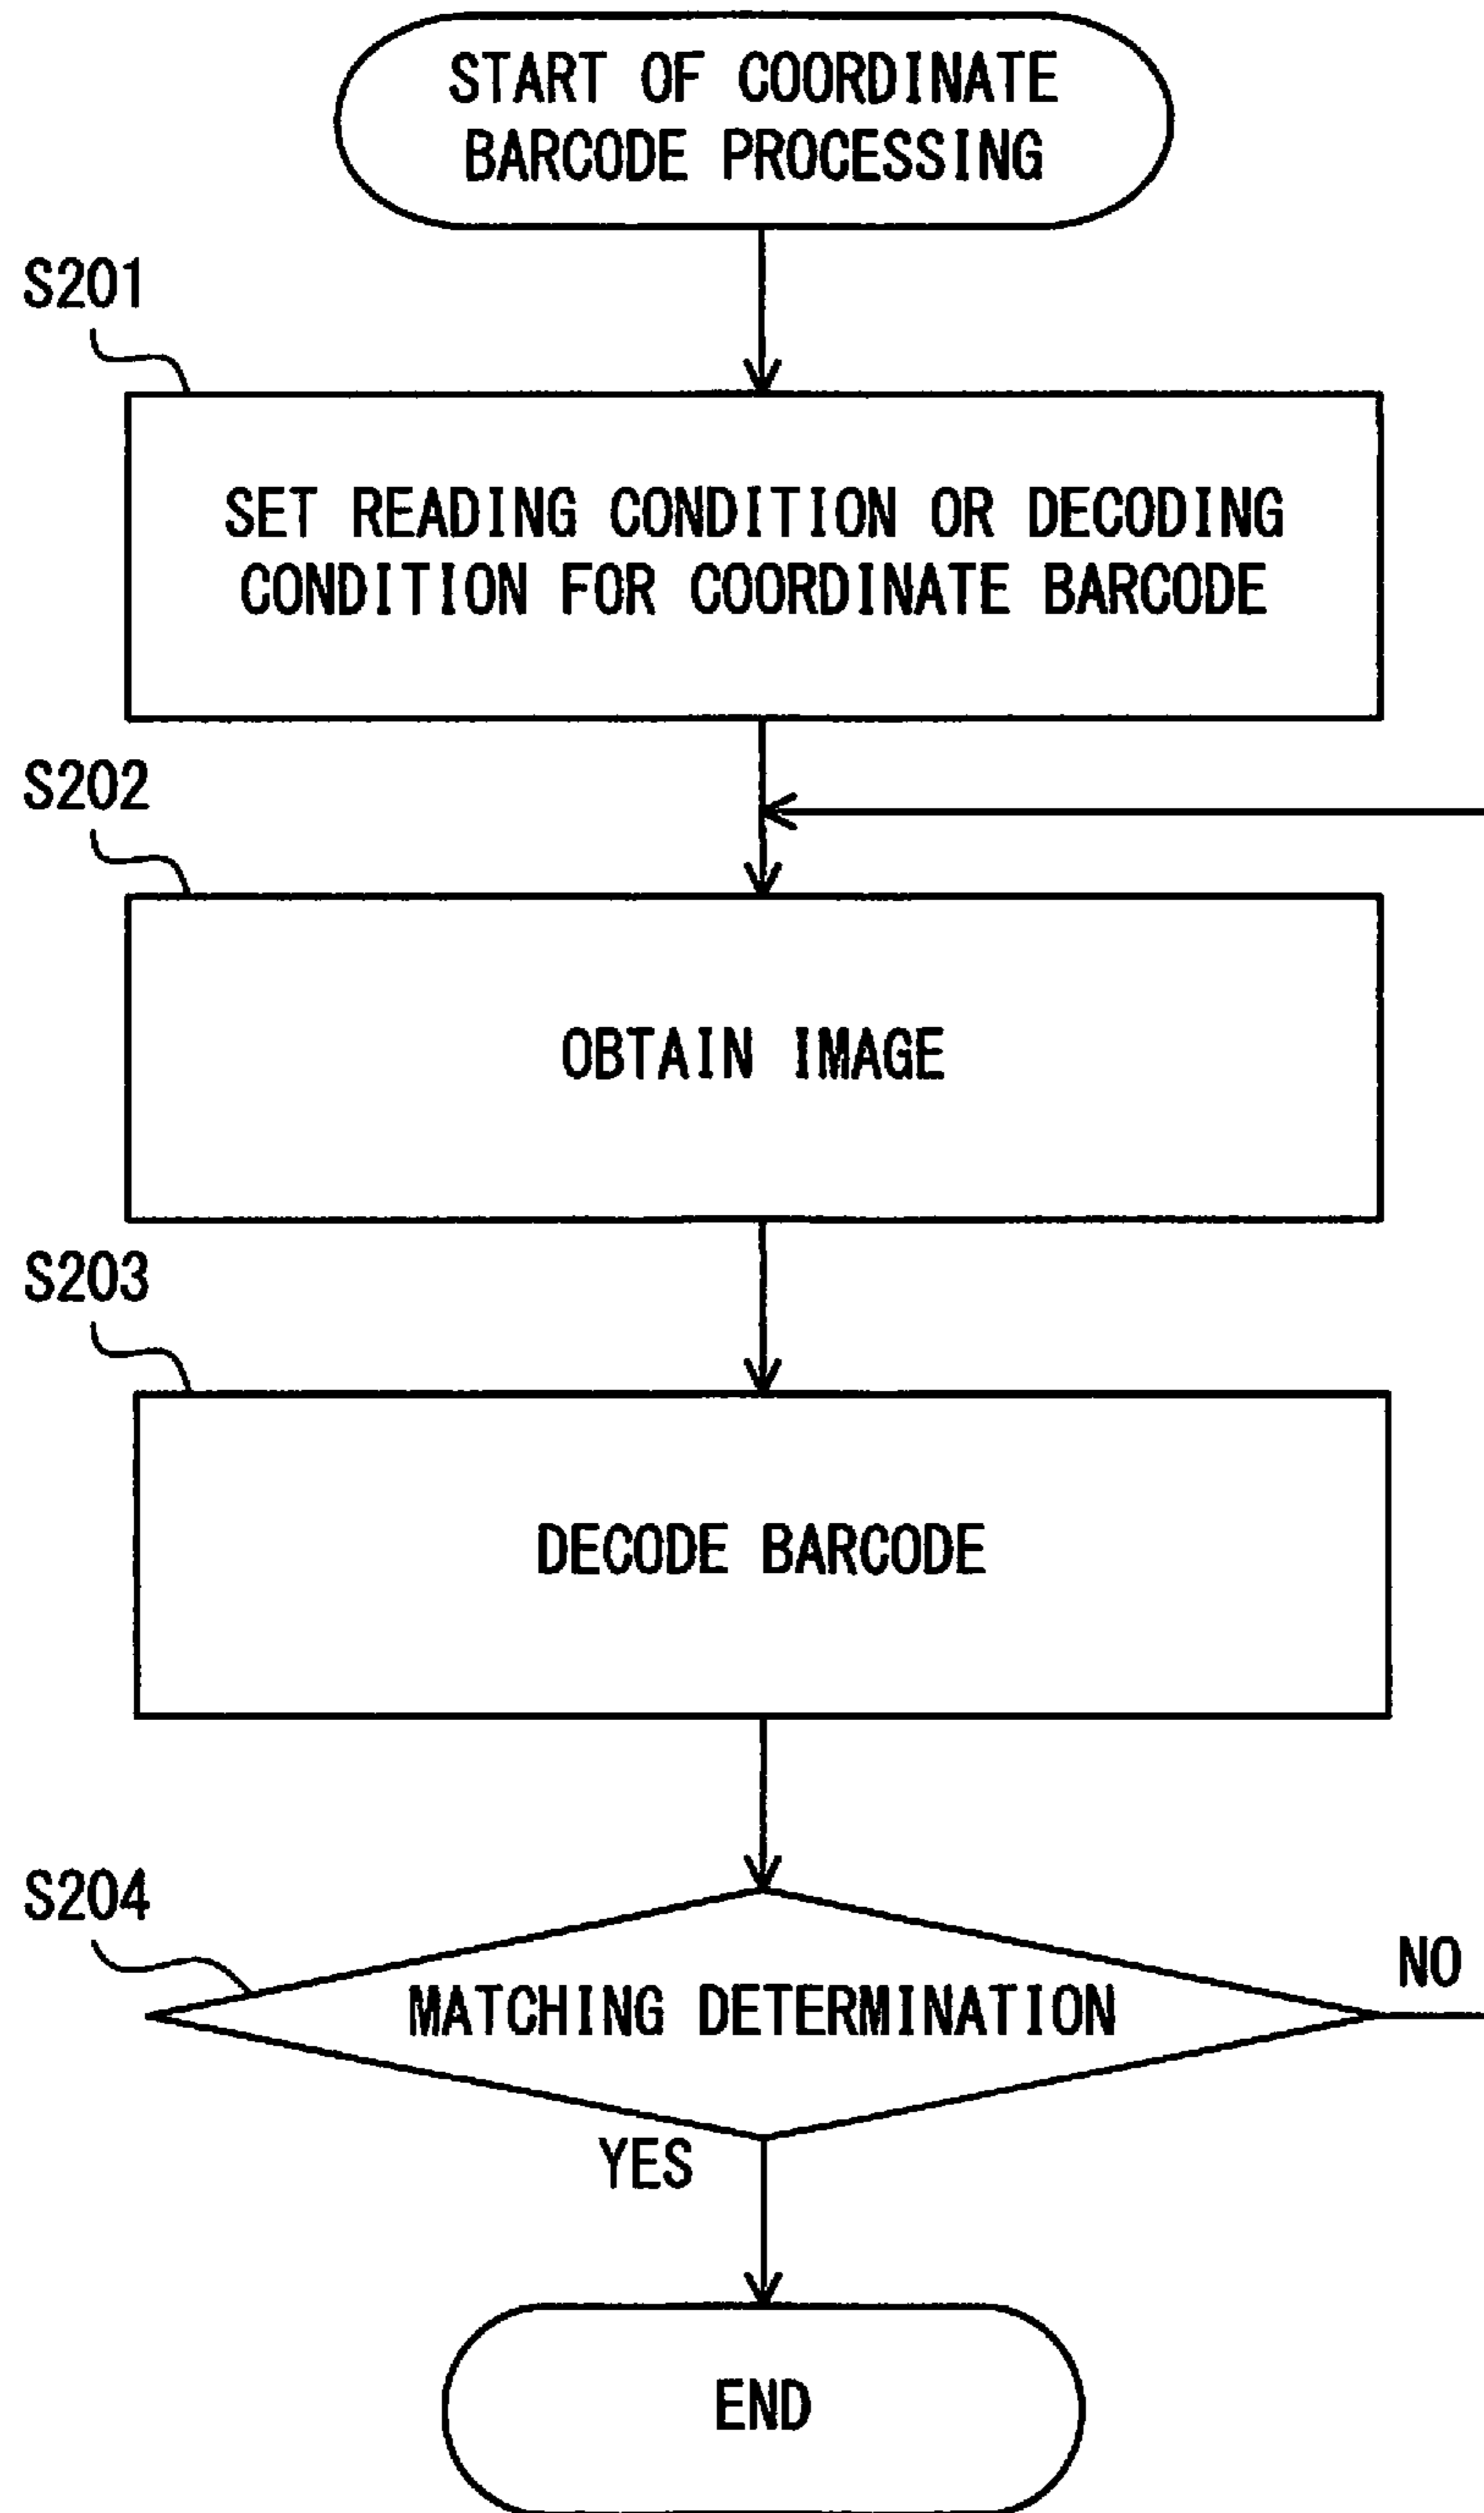 START OF COORDINATE
BARCODE PROCESSING
S201
SET READING CONDITION OR DECODING
CONDITION FOR COORDINATE BARCODE
S202
OBTAIN IMAGE
S203
DECODE BARCODE
S204
MATCHING DETERMINATION
NO
YES
END